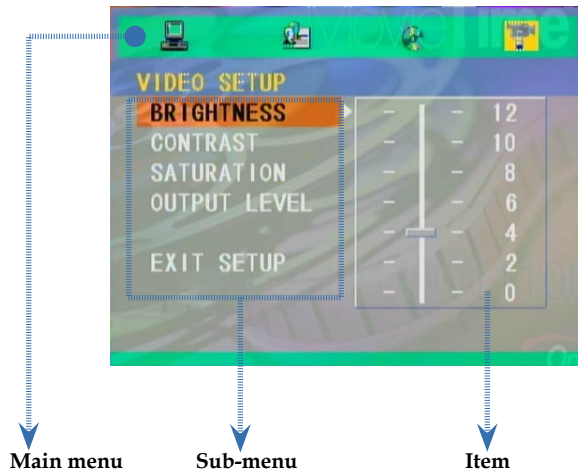 MovieTime
VIDEO SETUP
BRIGHTNESS
CONTRAST
SATURATION
OUTPUT LEVEL
EXIT SETUP
12
10
8
6
4
2
0
Main menu
Sub-menu
Item